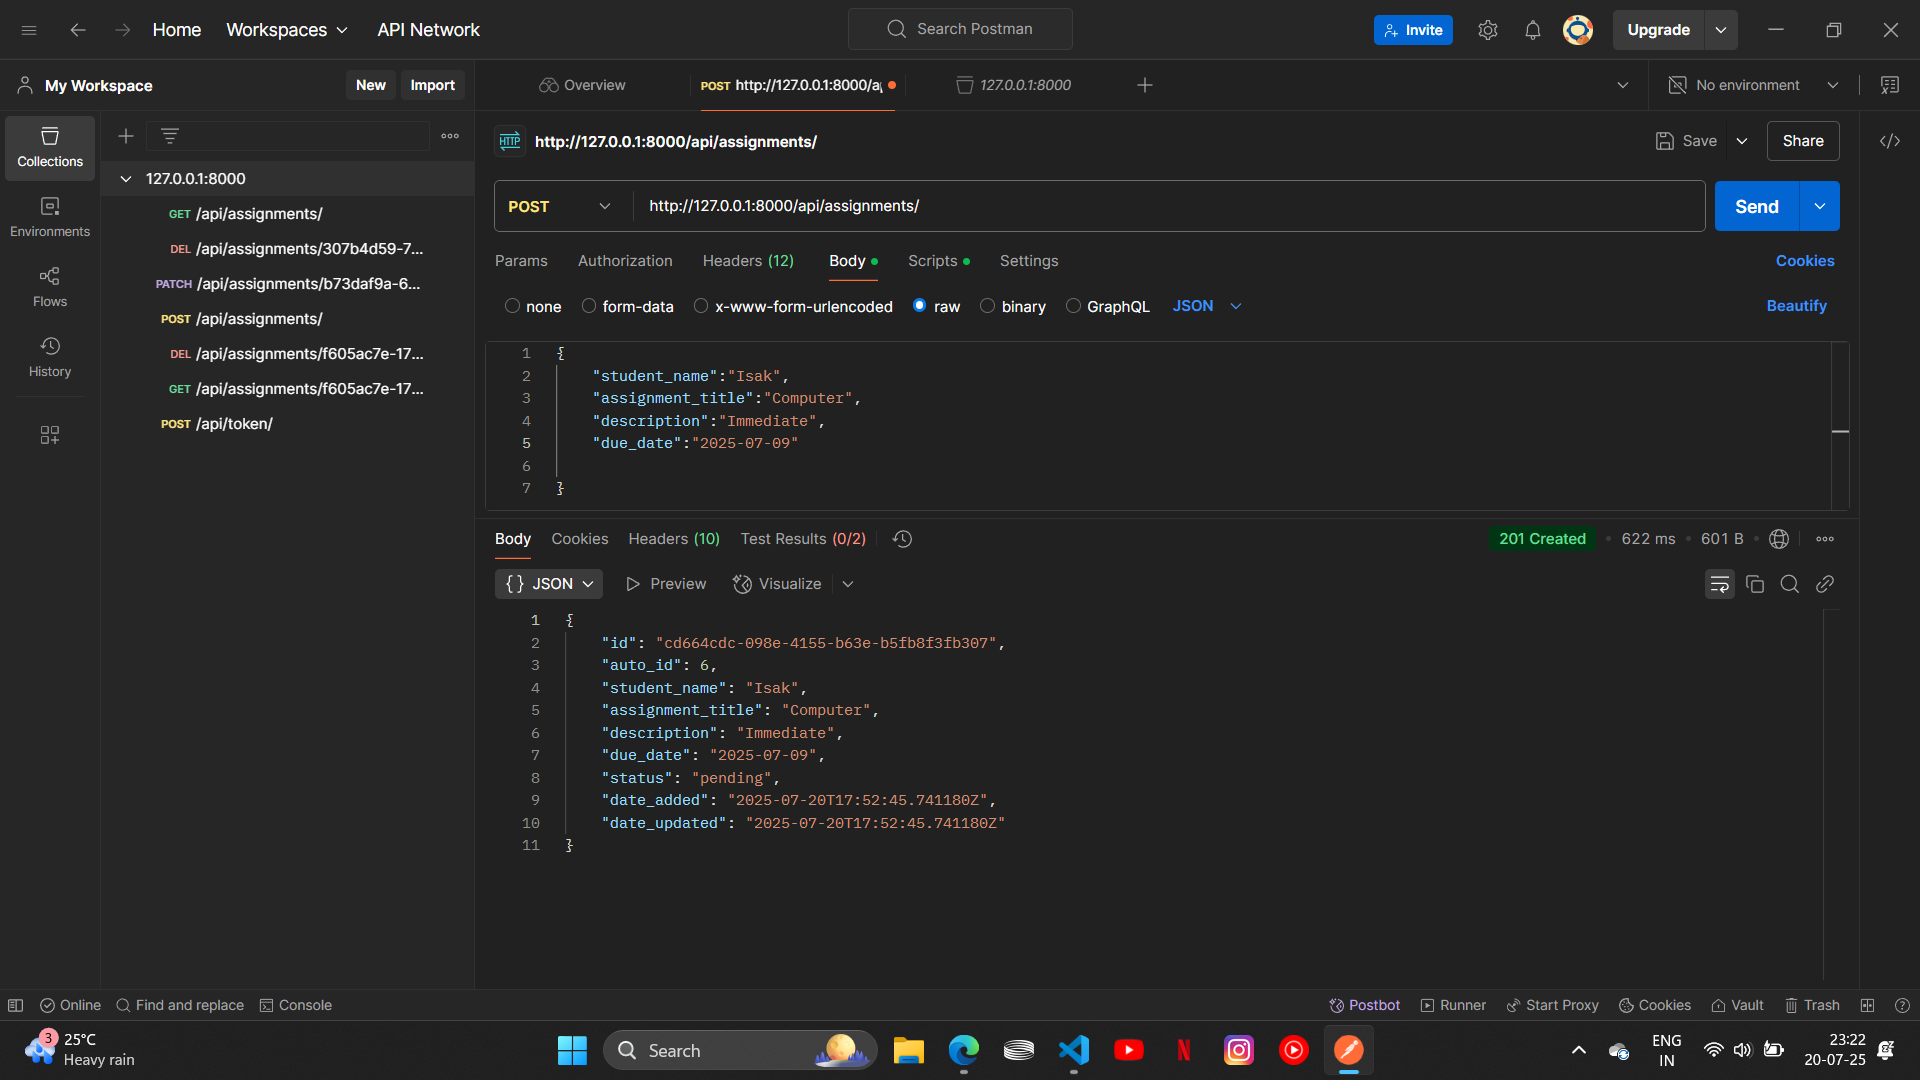 Home
Workspaces
API Network
Search Postman
Invite
Upgrade
My Workspace
New
Import
Overview
POST http://127.0.0.1:8000/a
127.0.0.1:8000
No environment
Collections
Environments
Flows
History
127.0.0.1:8000
GET /api/assignments/
DEL /api/assignments/307b4d59-7...
PATCH /api/assignments/b73daf9a-6...
POST /api/assignments/
DEL /api/assignments/f605ac7e-17...
GET /api/assignments/f605ac7e-17...
POST /api/token/
HTTP http://127.0.0.1:8000/api/assignments/
Save
Share
POST http://127.0.0.1:8000/api/assignments/
Send
Params Authorization Headers (12) Body Scripts Settings
Cookies
none form-data x-www-form-urlencoded raw binary GraphQL JSON
Beautify
1 {
2 "student_name":"Isak",
3 "assignment_title":"Computer",
4 "description":"Immediate",
5 "due_date":"2025-07-09"
6
7 }
Body Cookies Headers (10) Test Results (0/2)
201 Created • 622 ms • 601 B •
{} JSON Preview Visualize
1 {
2 "id": "cd664cdc-098e-4155-b63e-b5fb8f3fb307",
3 "auto_id": 6,
4 "student_name": "Isak",
5 "assignment_title": "Computer",
6 "description": "Immediate",
7 "due_date": "2025-07-09",
8 "status": "pending",
9 "date_added": "2025-07-20T17:52:45.741180Z",
10 "date_updated": "2025-07-20T17:52:45.741180Z"
11 }
Online Find and replace Console
Postbot Runner Start Proxy Cookies Vault Trash
3
25°C
Heavy rain
Search
N
ENG
IN
23:22
20-07-25